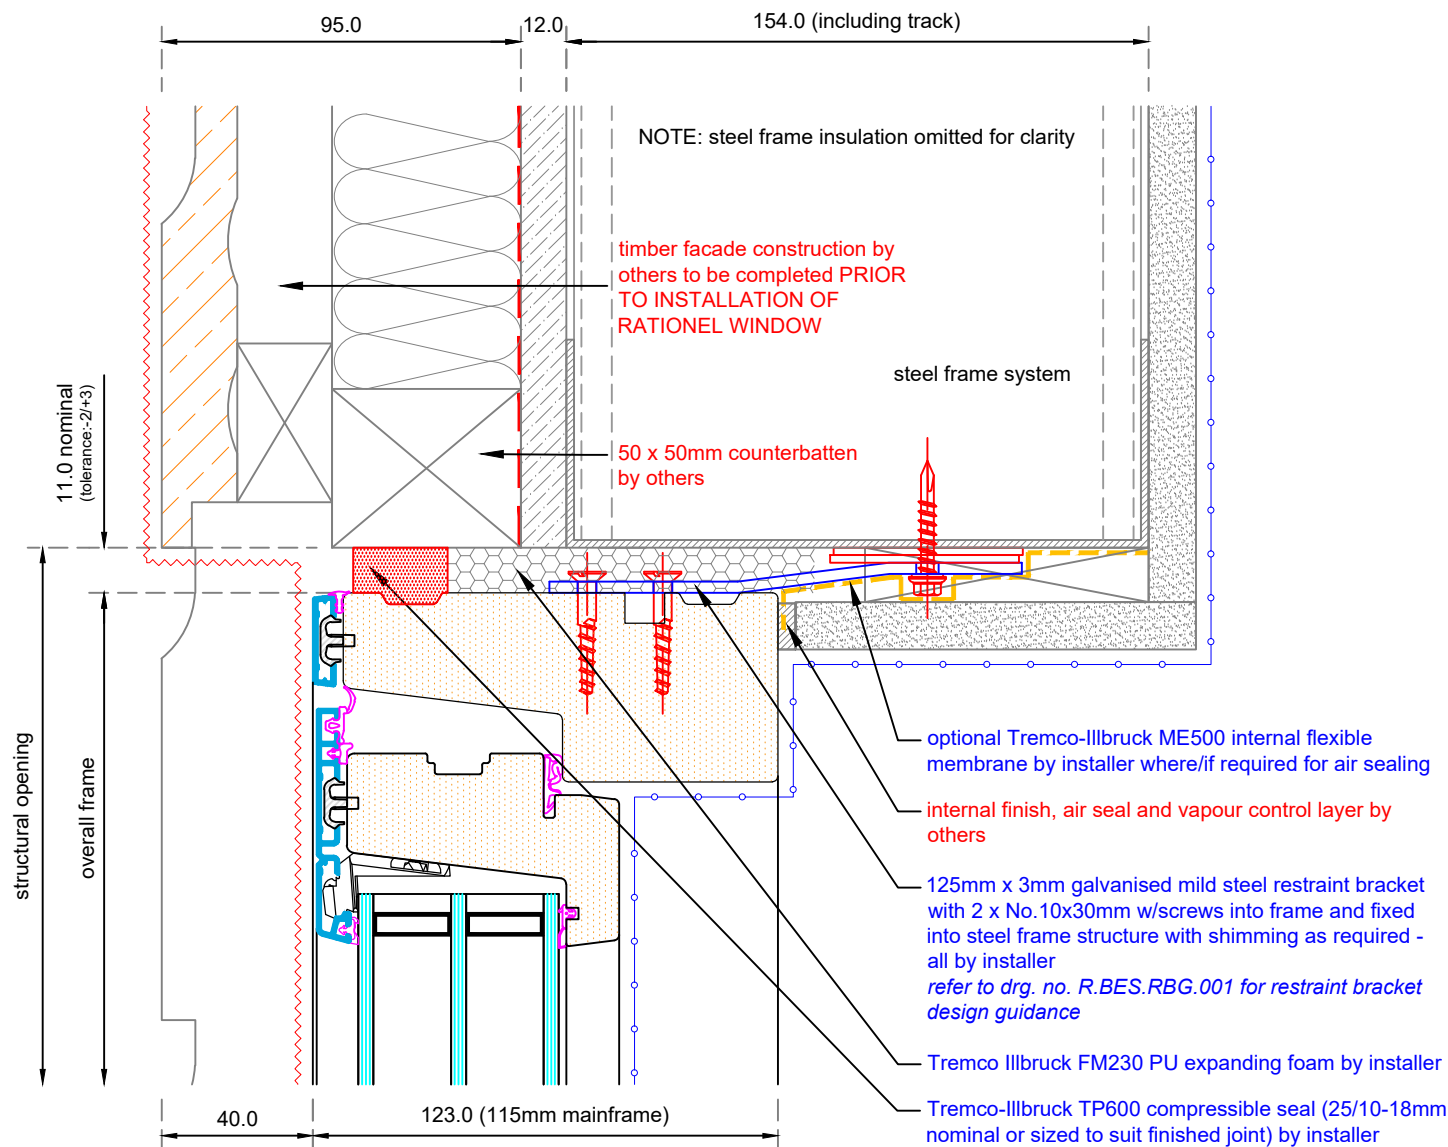 95.0
12.0
154.0 (including track)
NOTE: steel frame insulation omitted for clarity
timber facade construction by
others to be completed PRIOR
TO INSTALLATION OF
RATIONEL WINDOW
steel frame system
11.0 nominal
(tolerance:-2/+3)
50 x 50mm counterbatten
by others
structural opening
overall frame
optional Tremco-Illbruck ME500 internal flexible
membrane by installer where/if required for air sealing
internal finish, air seal and vapour control layer by
others
125mm x 3mm galvanised mild steel restraint bracket
with 2 x No.10x30mm w/screws into frame and fixed
into steel frame structure with shimming as required -
all by installer
refer to drg. no. R.BES.RBG.001 for restraint bracket
design guidance
Tremco Illbruck FM230 PU expanding foam by installer
Tremco-Illbruck TP600 compressible seal (25/10-18mm
nominal or sized to suit finished joint) by installer
40.0
123.0 (115mm mainframe)